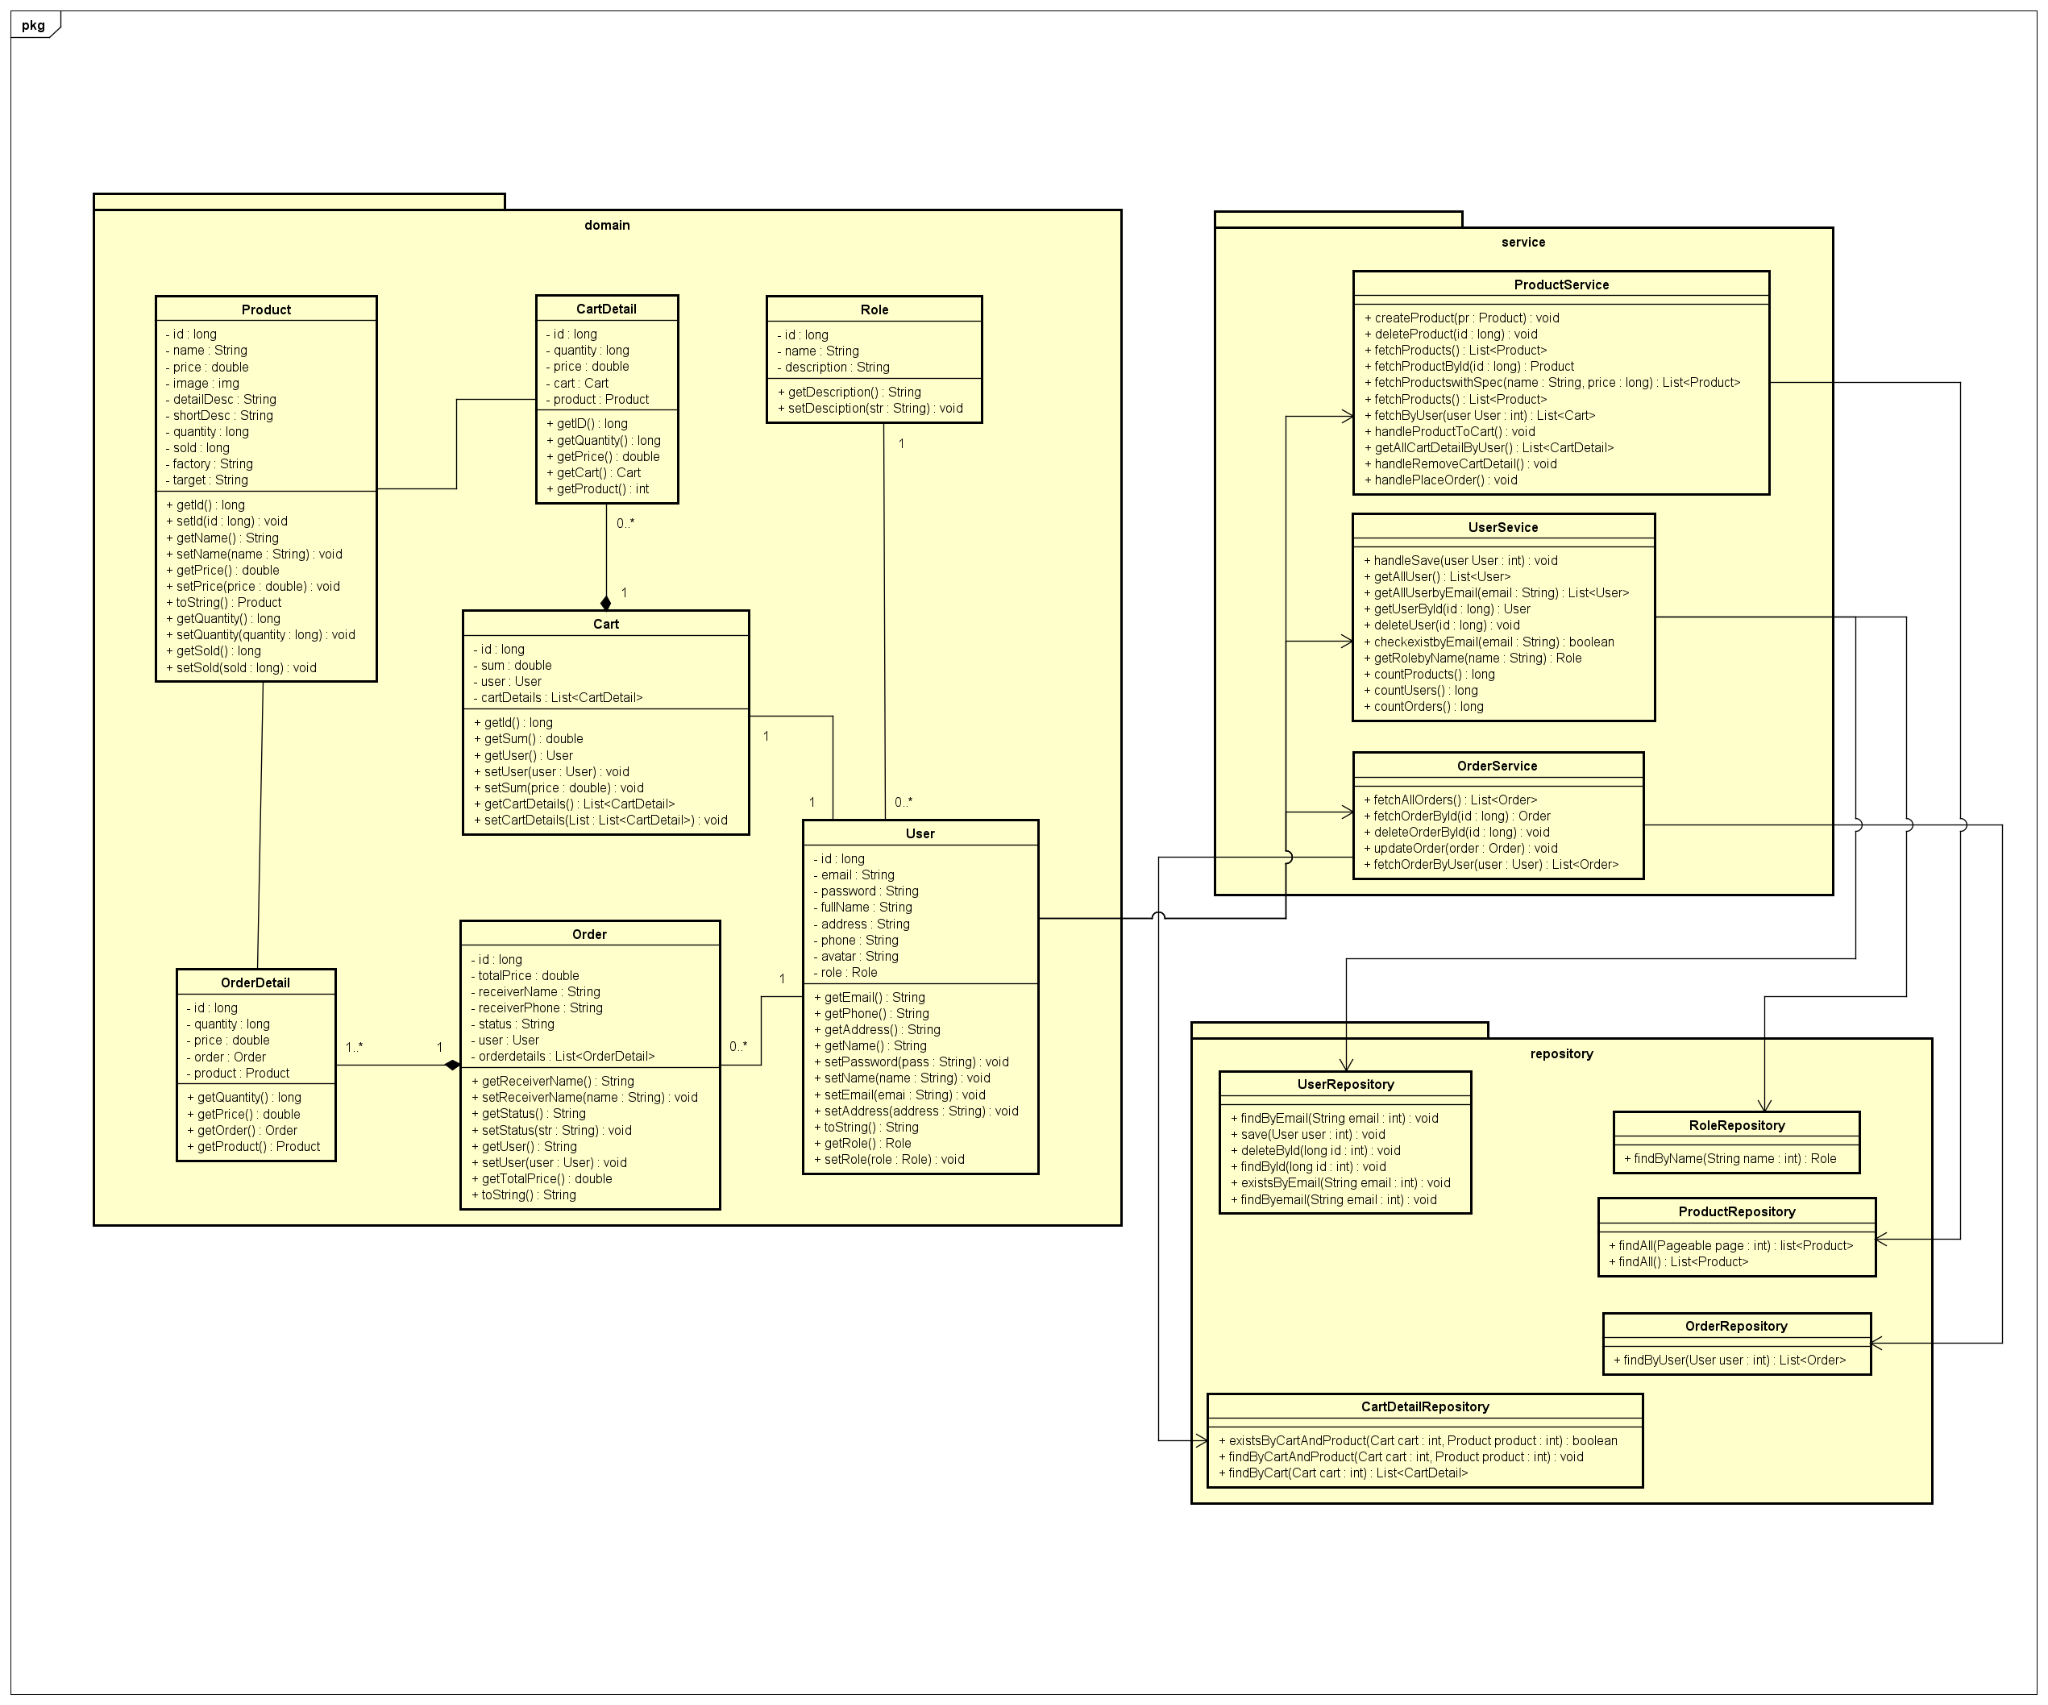 pkg
domain
Product
- id : long
- name : String
- price : double
- image : img
- detailDesc : String
- shortDesc : String
- quantity : long
- sold : long
- factory : String
- target : String
+ getId() : long
+ setId(id : long) : void
+ getName() : String
+ setName(name : String) : void
+ getPrice() : double
+ setPrice(price : double) : void
+ toString() : Product
+ getQuantity() : long
+ setQuantity(quantity : long) : void
+ getSold() : long
+ setSold(sold : long) : void
CartDetail
- id : long
- quantity : long
- price : double
- cart : Cart
- product : Product
+ getID() : long
+ getQuantity() : long
+ getPrice() : double
+ getCart() : Cart
+ getProduct() : int
0..*
1
Role
- id : long
- name : String
- description : String
+ getDescription() : String
+ setDesciption(str : String) : void
1
0..*
Cart
- id : long
- sum : double
- user : User
- cartDetails : List<CartDetail>
+ getId() : long
+ getSum() : double
+ getUser() : User
+ setUser(user : User) : void
+ setSum(price : double) : void
+ getCartDetails() : List<CartDetail>
+ setCartDetails(List : List<CartDetail>) : void
1
1
User
- id : long
- email : String
- password : String
- fullName : String
- address : String
- phone : String
- avatar : String
- role : Role
+ getEmail() : String
+ getPhone() : String
+ getAddress() : String
+ getName() : String
+ setPassword(pass : String) : void
+ setName(name : String) : void
+ setEmail(emai : String) : void
+ setAddress(address : String) : void
+ toString() : String
+ getRole() : Role
+ setRole(role : Role) : void
1
0..*
Order
- id : long
- totalPrice : double
- receiverName : String
- receiverPhone : String
- status : String
- user : User
- orderdetails : List<OrderDetail>
+ getReceiverName() : String
+ setReceiverName(name : String) : void
+ getStatus() : String
+ setStatus(str : String) : void
+ getUser() : String
+ setUser(user : User) : void
+ getTotalPrice() : double
+ toString() : String
1..*
1
OrderDetail
- id : long
- quantity : long
- price : double
- order : Order
- product : Product
+ getQuantity() : long
+ getPrice() : double
+ getOrder() : Order
+ getProduct() : Product
service
ProductService
+ createProduct(pr : Product) : void
+ deleteProduct(id : long) : void
+ fetchProducts() : List<Product>
+ fetchProductById(id : long) : Product
+ fetchProductswithSpec(name : String, price : long) : List<Product>
+ fetchProducts() : List<Product>
+ fetchByUser(user User : int) : List<Cart>
+ handleProductToCart() : void
+ getAllCartDetailByUser() : List<CartDetail>
+ handleRemoveCartDetail() : void
+ handlePlaceOrder() : void
UserSevice
+ handleSave(user User : int) : void
+ getAllUser() : List<User>
+ getAllUserbyEmail(email : String) : List<User>
+ getUserById(id : long) : User
+ deleteUser(id : long) : void
+ checkexistbyEmail(email : String) : boolean
+ getRolebyName(name : String) : Role
+ countProducts() : long
+ countUsers() : long
+ countOrders() : long
OrderService
+ fetchAllOrders() : List<Order>
+ fetchOrderById(id : long) : Order
+ deleteOrderById(id : long) : void
+ updateOrder(order : Order) : void
+ fetchOrderByUser(user : User) : List<Order>
repository
UserRepository
+ findByEmail(String email : int) : void
+ save(User user : int) : void
+ deleteById(long id : int) : void
+ findById(long id : int) : void
+ existsByEmail(String email : int) : void
+ findByemail(String email : int) : void
RoleRepository
+ findByName(String name : int) : Role
ProductRepository
+ findAll(Pageable page : int) : list<Product>
+ findAll() : List<Product>
OrderRepository
+ findByUser(User user : int) : List<Order>
CartDetailRepository
+ existsByCartAndProduct(Cart cart : int, Product product : int) : boolean
+ findByCartAndProduct(Cart cart : int, Product product : int) : void
+ findByCart(Cart cart : int) : List<CartDetail>